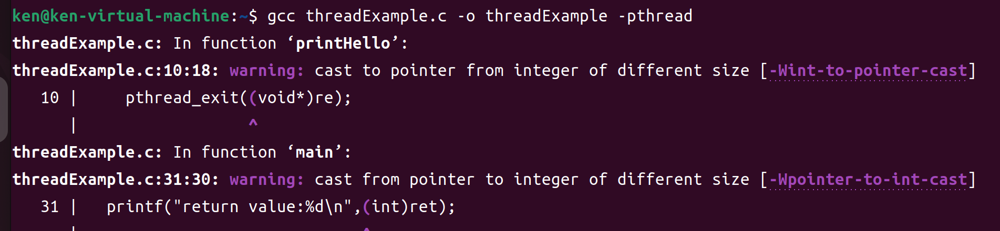 ken@ken-virtual-machine:~$ gcc threadExample.c -o threadExample -pthread
threadExample.c: In function ‘printHello’:
threadExample.c:10:18: warning: cast to pointer from integer of different size [-Wint-to-pointer-cast]
   10 |     pthread_exit((void*)re);
      |                  ^
threadExample.c: In function ‘main’:
threadExample.c:31:30: warning: cast from pointer to integer of different size [-Wpointer-to-int-cast]
   31 |   printf("return value:%d\n",(int)ret);
      |                              ^